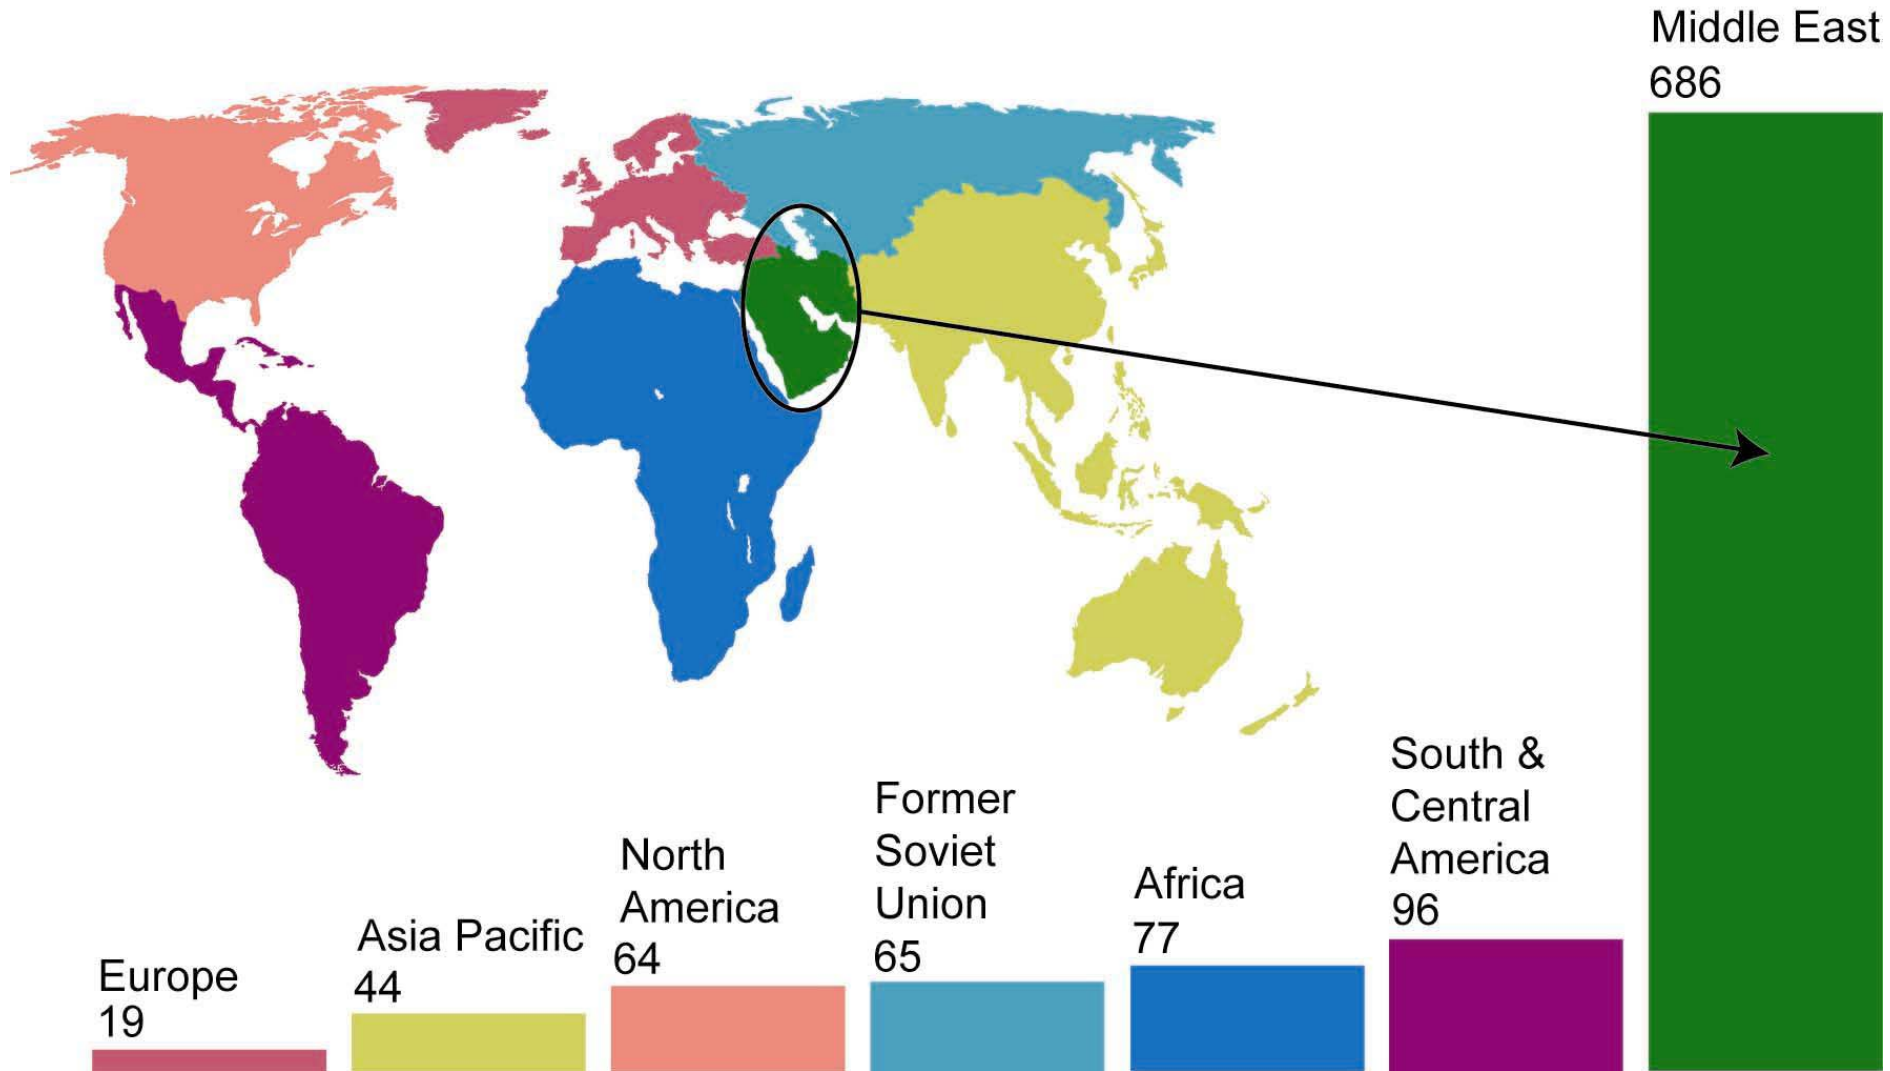 Middle East
686
South &
Central
America
96
Former
Soviet
Union
65
North
America
64
Africa
77
Asia Pacific
44
Europe
19